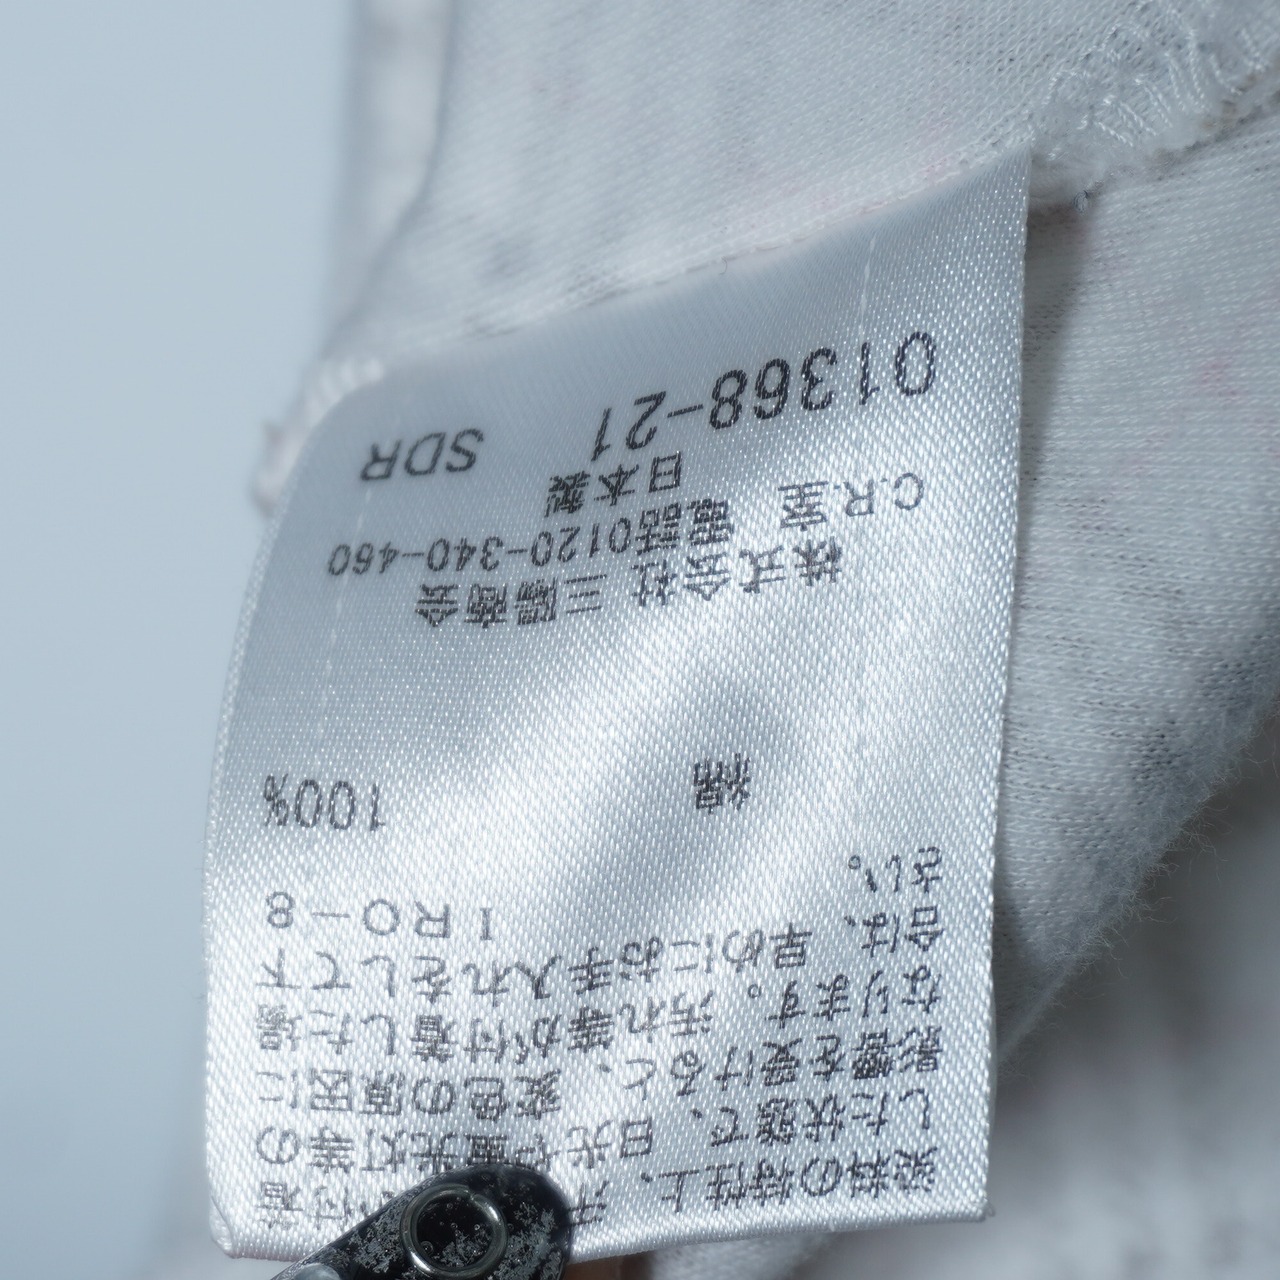 染料の特性上、汗 付着
した状態で、日光や蛍光灯等の
影響を受けると、変色の原因に
なります。汚れ等が付着した場
合は、早めにお手入れをして下
さい。 IRO-8
綿 100%
株式会社 三陽商会
C.R.室 電話0120-340-460
日本製
01368-21 SDR